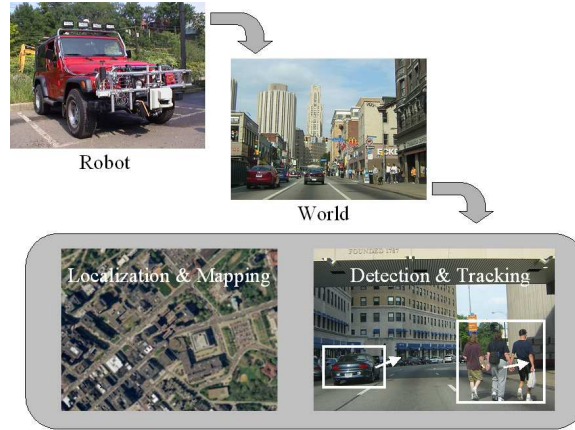 Robot
World
Localization & Mapping
Detection & Tracking
FOUNDED 1787